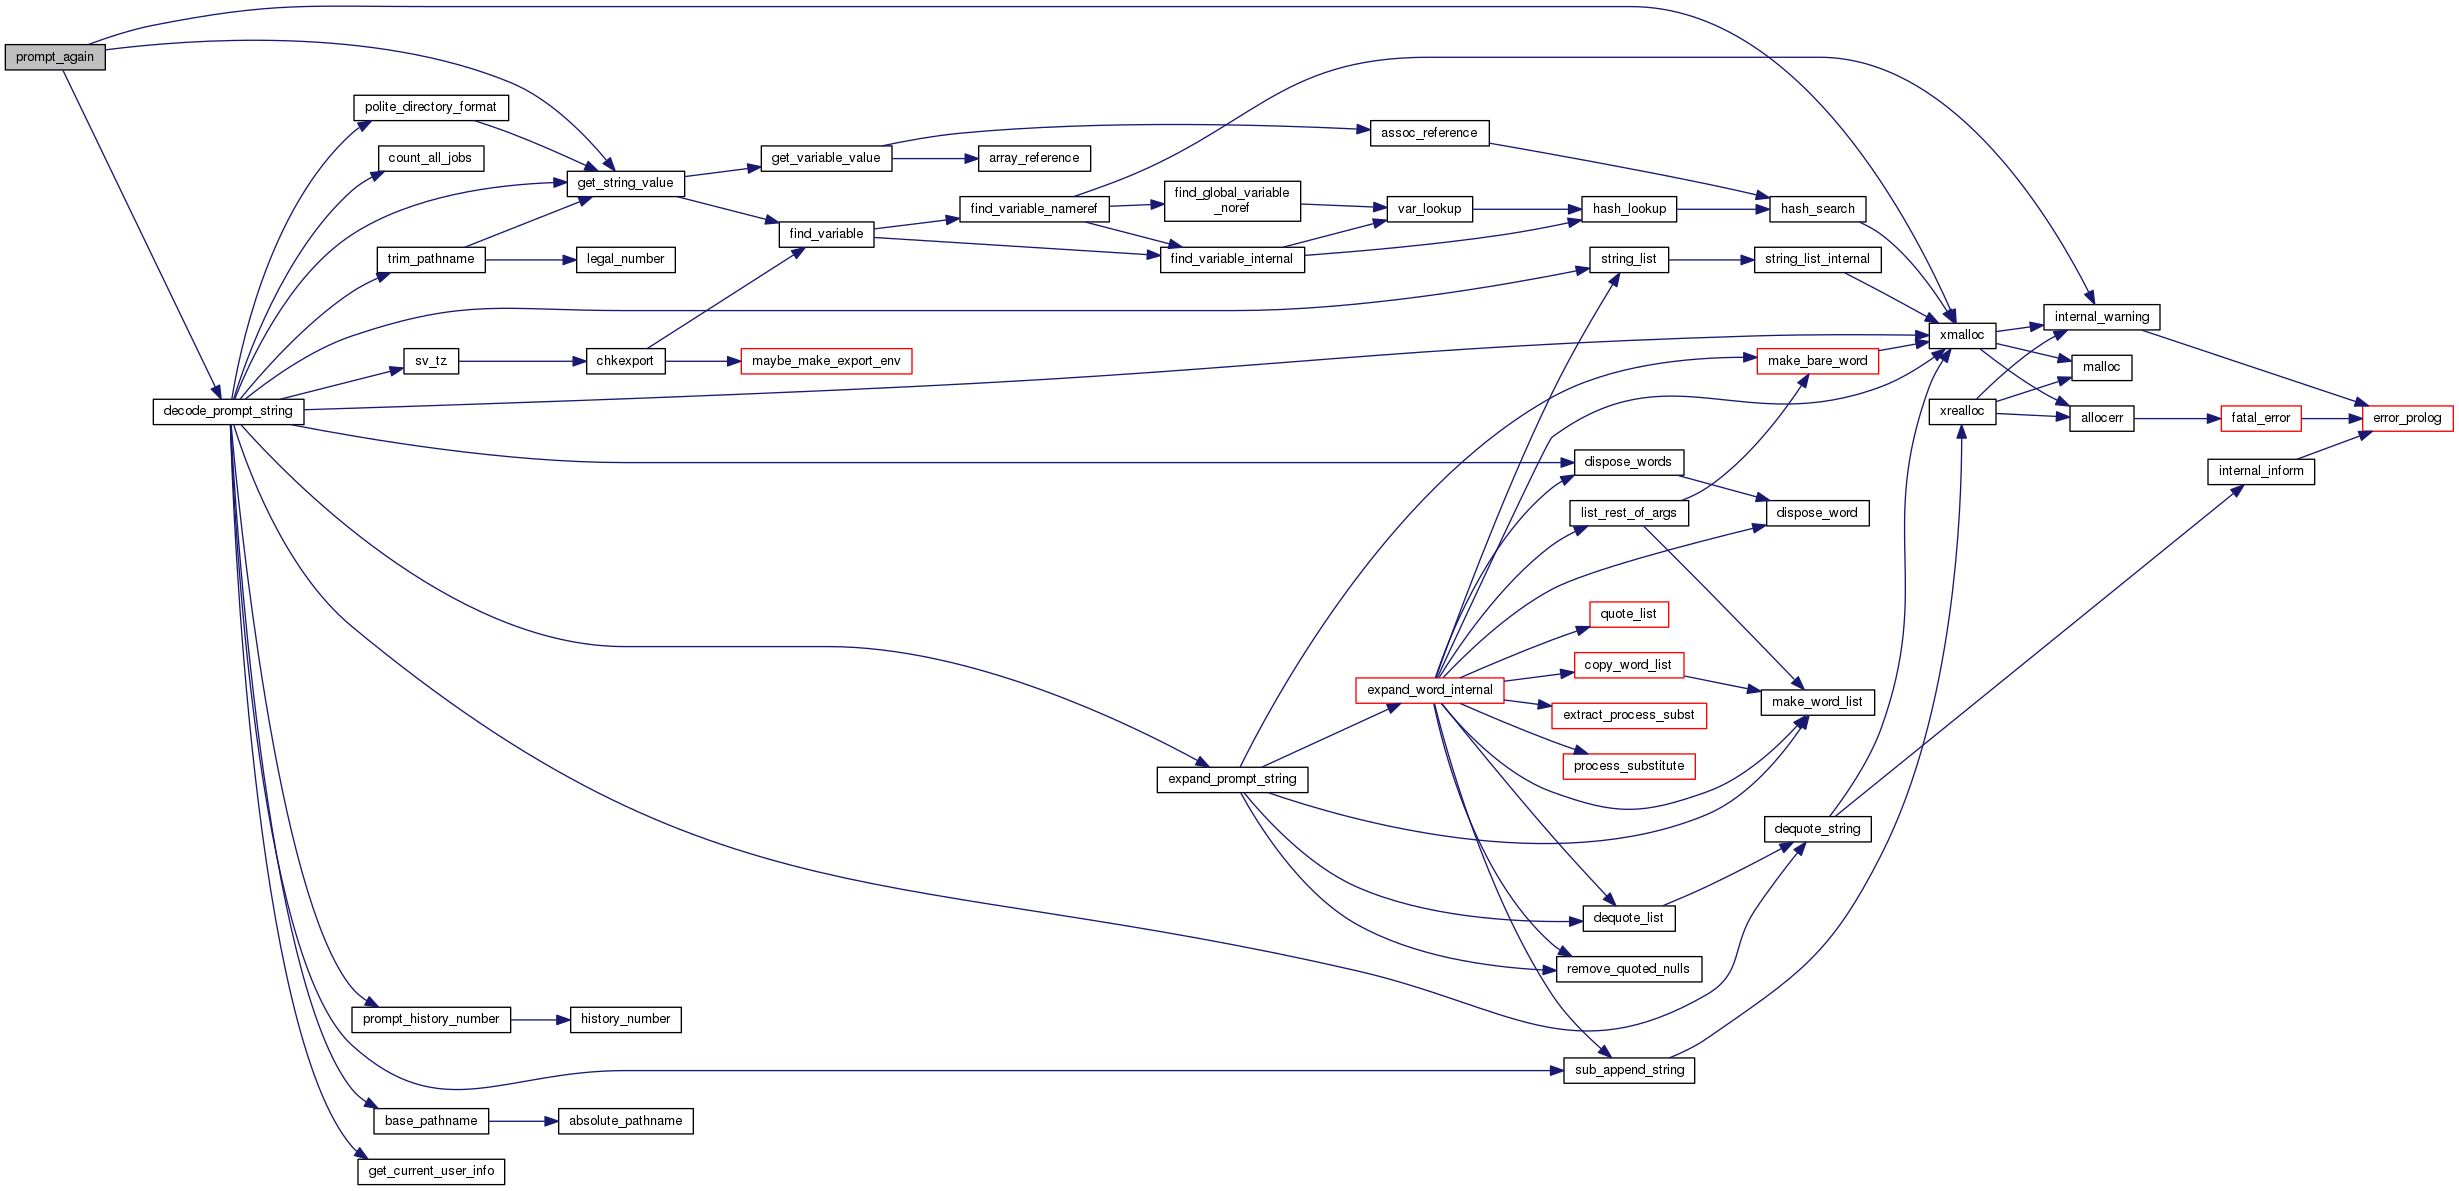 prompt_again
polite_directory_format
assoc_reference
count_all_jobs
get_variable_value
array_reference
get_string_value
find_global_variable
_noref
find_variable_nameref
var_lookup
hash_lookup
hash_search
find_variable
trim_pathname
legal_number
find_variable_internal
string_list
string_list_internal
internal_warning
xmalloc
sv_tz
chkexport
maybe_make_export_env
make_bare_word
malloc
decode_prompt_string
xrealloc
allocerr
fatal_error
error_prolog
dispose_words
internal_inform
list_rest_of_args
dispose_word
quote_list
copy_word_list
expand_word_internal
make_word_list
extract_process_subst
process_substitute
expand_prompt_string
dequote_string
dequote_list
remove_quoted_nulls
prompt_history_number
history_number
sub_append_string
base_pathname
absolute_pathname
get_current_user_info